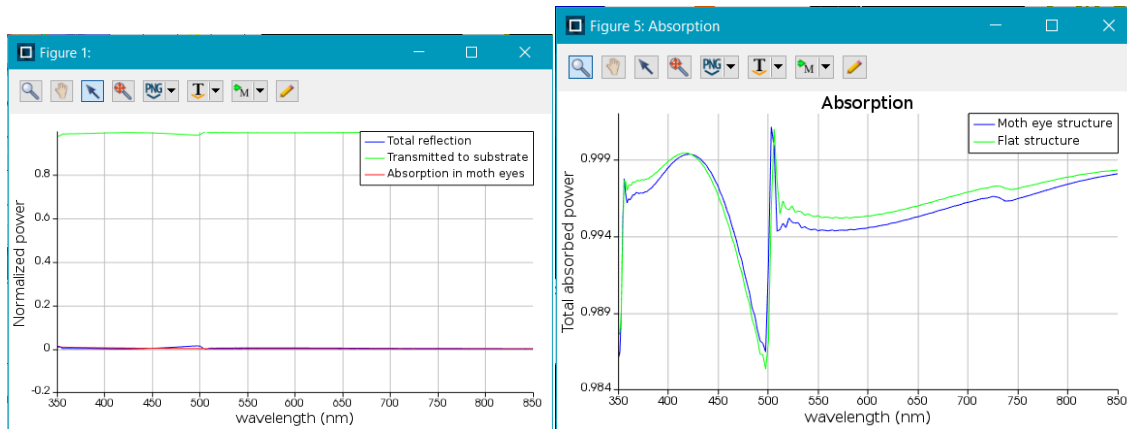 Figure 1:
PNG T M
Total reflection
Transmitted to substrate
Absorption in moth eyes
Normalized power
0.8
0.6
0.4
0.2
0
-0.2
350 400 450 500 550 600 650 700 750 800 850
wavelength (nm)
Figure 5: Absorption
PNG T M
Absorption
Moth eye structure
Flat structure
Total absorbed power
0.999
0.994
0.989
0.984
350 400 450 500 550 600 650 700 750 800 850
wavelength (nm)